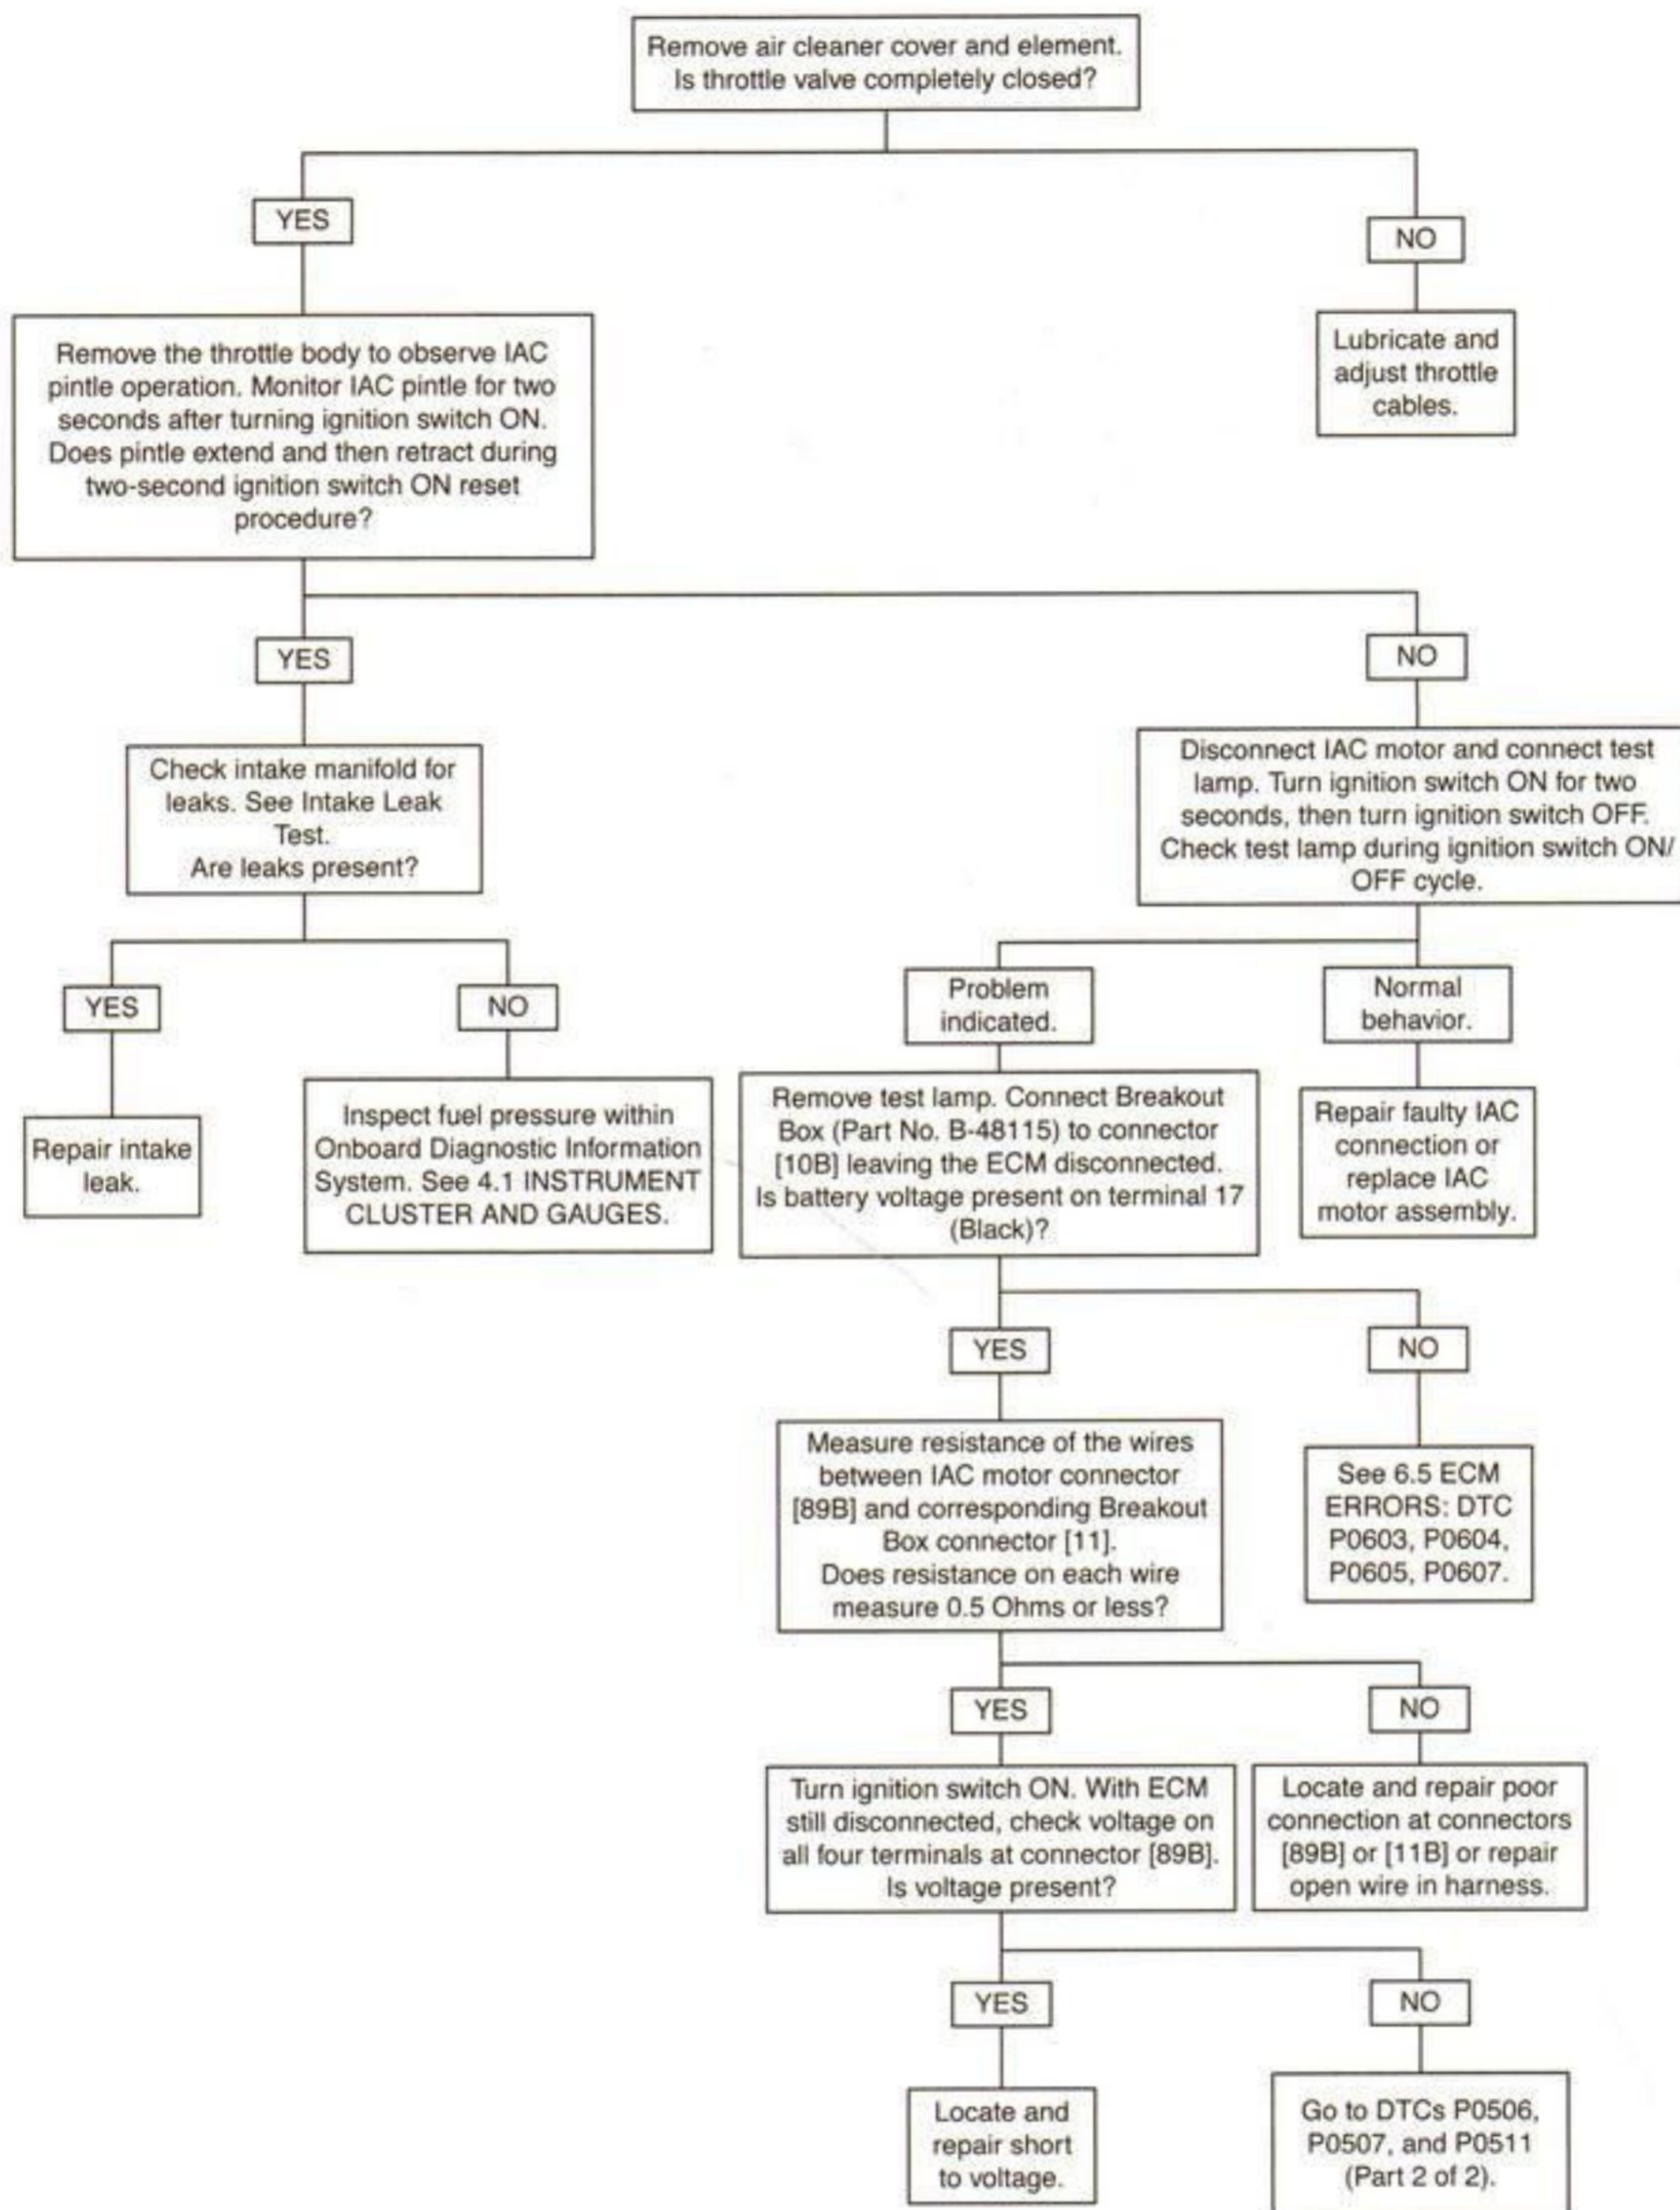 Remove air cleaner cover and element.
Is throttle valve completely closed?
YES
NO
Remove the throttle body to observe IAC
pintle operation. Monitor IAC pintle for two
seconds after turning ignition switch ON.
Does pintle extend and then retract during
two-second ignition switch ON reset
procedure?
Lubricate and
adjust throttle
cables.
YES
NO
Check intake manifold for
leaks. See Intake Leak
Test.
Are leaks present?
Disconnect IAC motor and connect test
lamp. Turn ignition switch ON for two
seconds, then turn ignition switch OFF.
Check test lamp during ignition switch ON/
OFF cycle.
YES
NO
Problem
indicated.
Normal
behavior.
Repair intake
leak.
Inspect fuel pressure within
Onboard Diagnostic Information
System. See 4.1 INSTRUMENT
CLUSTER AND GAUGES.
Remove test lamp. Connect Breakout
Box (Part No. B-48115) to connector
[10B] leaving the ECM disconnected.
Is battery voltage present on terminal 17
(Black)?
Repair faulty IAC
connection or
replace IAC
motor assembly.
YES
NO
Measure resistance of the wires
between IAC motor connector
[89B] and corresponding Breakout
Box connector [11].
Does resistance on each wire
measure 0.5 Ohms or less?
See 6.5 ECM
ERRORS: DTC
P0603, P0604,
P0605, P0607.
YES
NO
Turn ignition switch ON. With ECM
still disconnected, check voltage on
all four terminals at connector [89B].
Is voltage present?
Locate and repair poor
connection at connectors
[89B] or [11B] or repair
open wire in harness.
YES
NO
Locate and
repair short
to voltage.
Go to DTCs P0506,
P0507, and P0511
(Part 2 of 2).